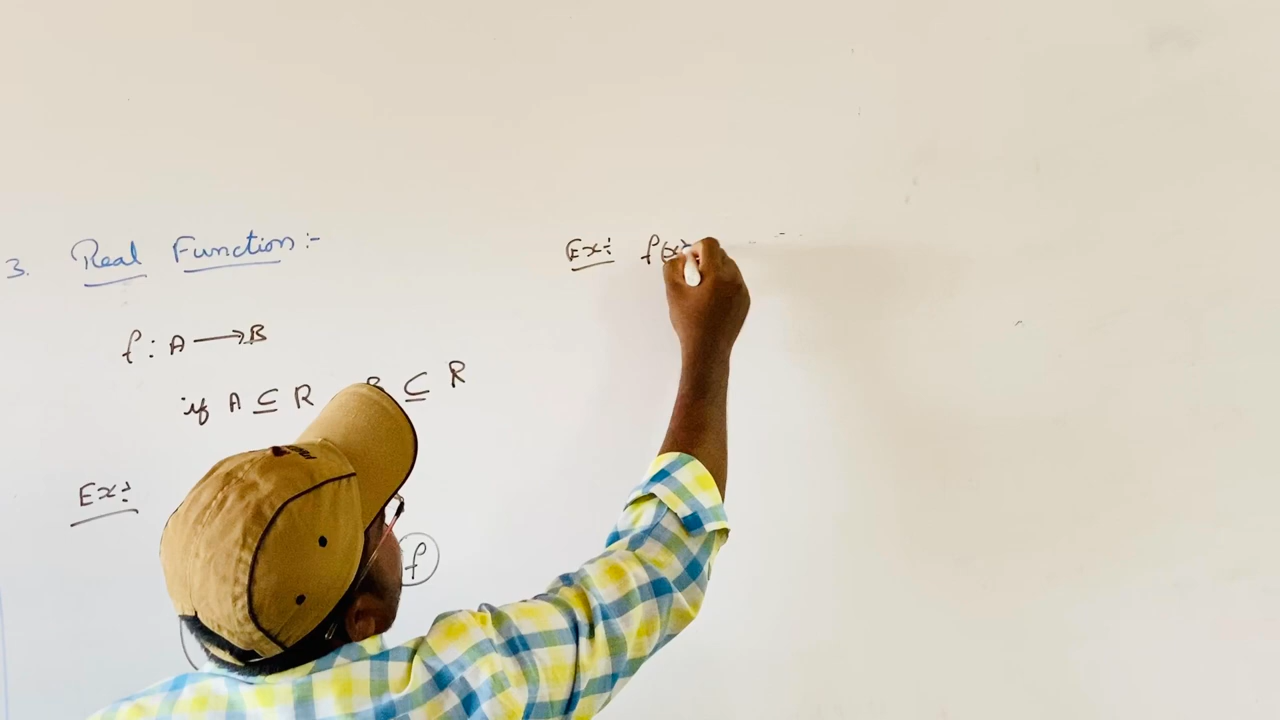 3. Real Function :-
f : A ⟶ B
if A ⊆ R B ⊆ R
Ex :
f
Ex : f(x)